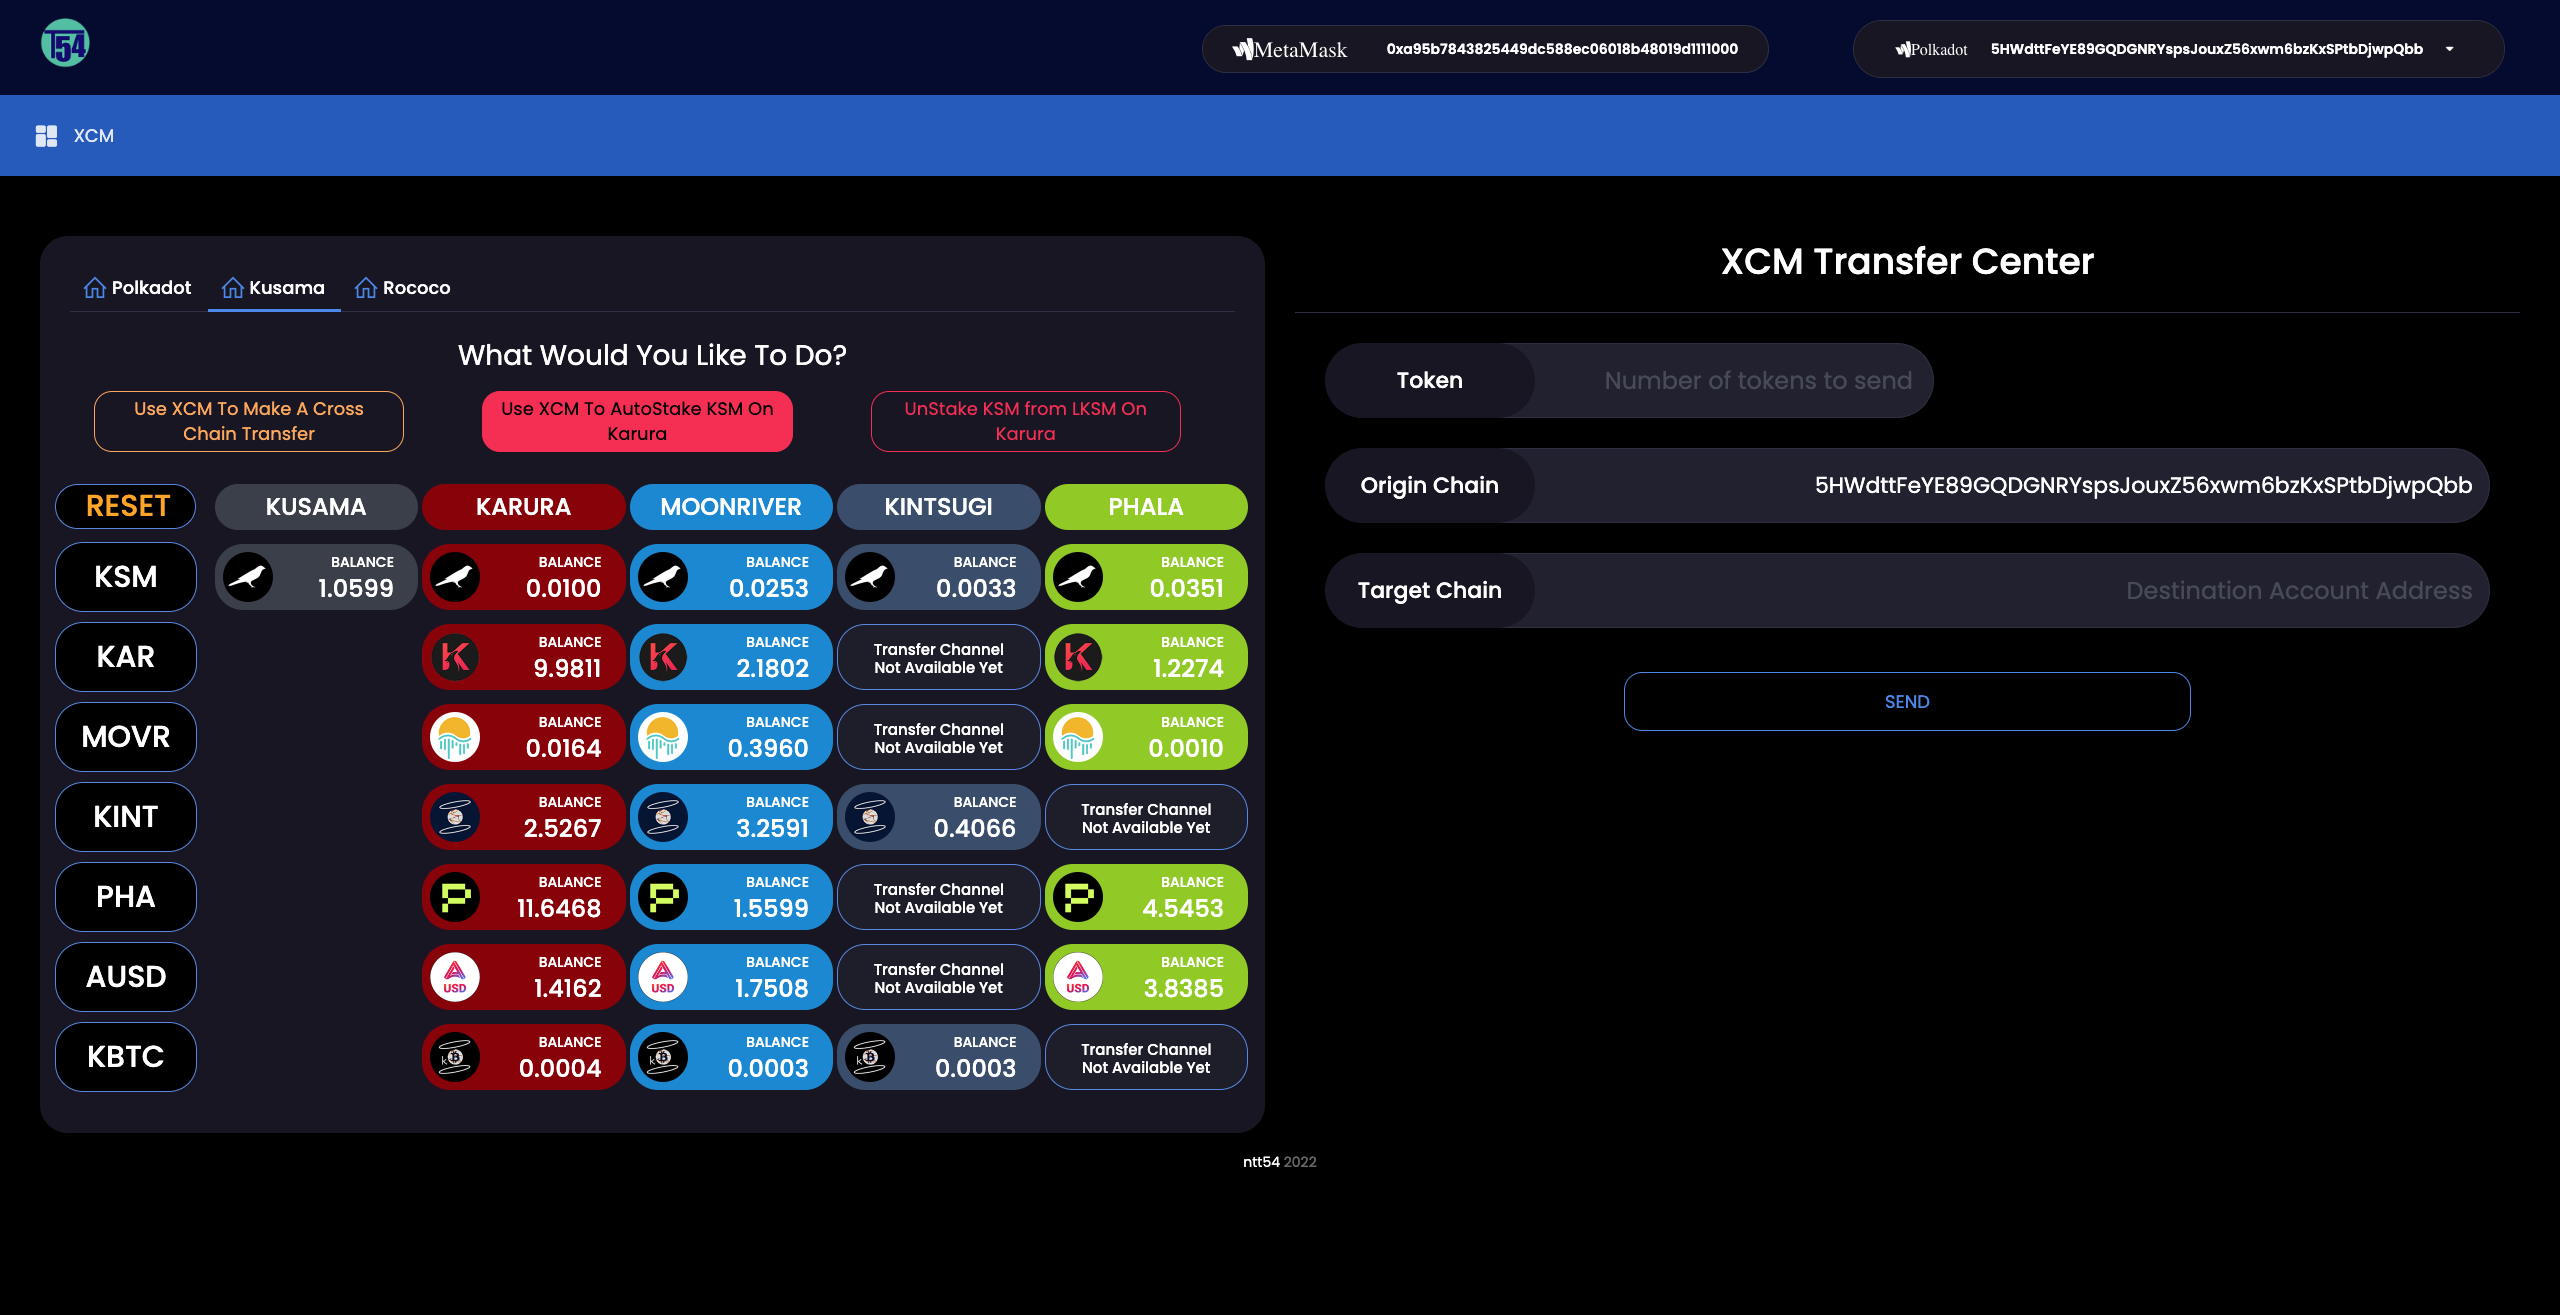 T54
MetaMask 0xa95b7843825449dc588ec06018b48019d1111000
Polkadot 5HWdttFeYE89GQDGNRYspsJouxZ56xwm6bzKxSPtbDjwpQbb
XCM
Polkadot Kusama Rococo
What Would You Like To Do?
Use XCM To Make A Cross
Chain Transfer
Use XCM To AutoStake KSM On
Karura
UnStake KSM from LKSM On
Karura
RESET KUSAMA KARURA MOONRIVER KINTSUGI PHALA
KSM
BALANCE BALANCE BALANCE BALANCE BALANCE
1.0599 0.0100 0.0253 0.0033 0.0351
KAR
BALANCE
9.9811
BALANCE
2.1802
Transfer Channel
Not Available Yet
BALANCE
1.2274
MOVR
BALANCE
0.0164
BALANCE
0.3960
Transfer Channel
Not Available Yet
BALANCE
0.0010
KINT
BALANCE
2.5267
BALANCE
3.2591
BALANCE
0.4066
Transfer Channel
Not Available Yet
PHA
BALANCE
11.6468
BALANCE
1.5599
Transfer Channel
Not Available Yet
BALANCE
4.5453
AUSD
USD
BALANCE
1.4162
USD
BALANCE
1.7508
Transfer Channel
Not Available Yet
USD
BALANCE
3.8385
KBTC
k B
BALANCE
0.0004
k B
BALANCE
0.0003
k B
BALANCE
0.0003
Transfer Channel
Not Available Yet
XCM Transfer Center
Token Number of tokens to send
Origin Chain 5HWdttFeYE89GQDGNRYspsJouxZ56xwm6bzKxSPtbDjwpQbb
Target Chain Destination Account Address
SEND
ntt54 2022